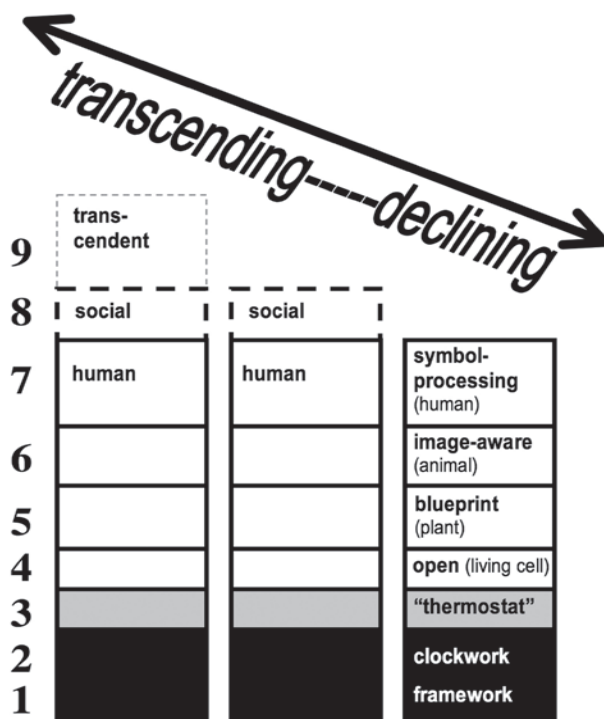 transcending-----declining
9
trans-
cendent
8
social
social
7
human
human
symbol-
processing
(human)
6
image-aware
(animal)
5
blueprint
(plant)
4
open (living cell)
3
“thermostat”
2
clockwork
1
framework